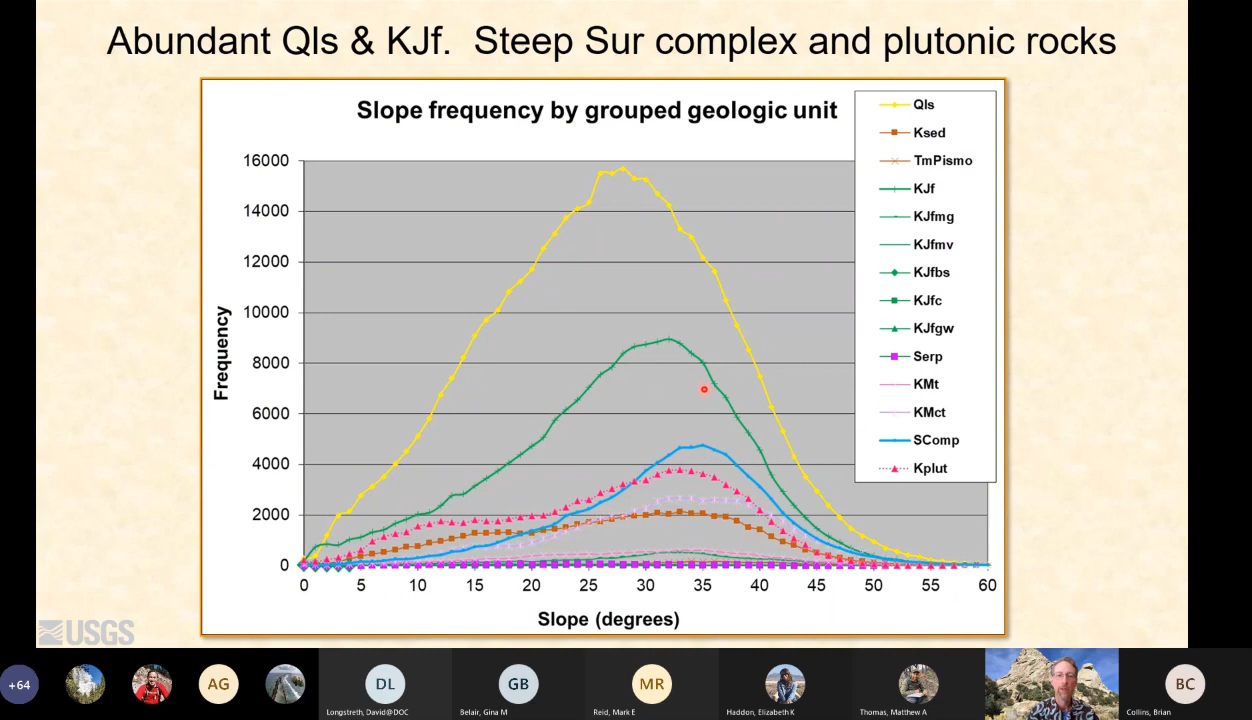 Abundant Qls & KJf. Steep Sur complex and plutonic rocks
Slope frequency by grouped geologic unit
Qls
Ksed
TmPismo
KJf
KJfmg
KJfmv
KJfbs
KJfc
KJfgw
Serp
KMt
KMct
SComp
Kplut
16000
14000
12000
10000
8000
6000
4000
2000
0
Frequency
0 5 10 15 20 25 30 35 40 45 50 55 60
Slope (degrees)
USGS
+64
AG
DL
GB
MR
BC
Longstreth, David@DOC
Belair, Gina M
Reid, Mark E
Haddon, Elizabeth K
Thomas, Matthew A
Collins, Brian